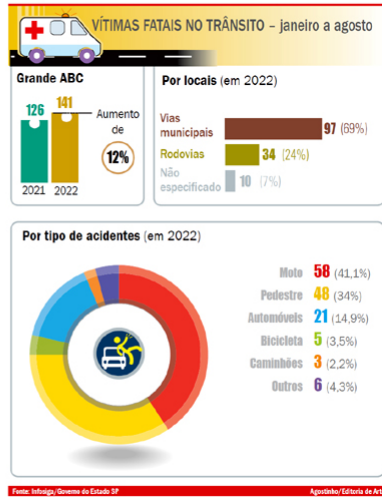 VÍTIMAS FATAIS NO TRÂNSITO – janeiro a agosto
Grande ABC
126
141
Aumento
de
12%
2021
2022
Por locais (em 2022)
Vias
municipais
97 (69%)
Rodovias
34 (24%)
Não
especificado
10 (7%)
Por tipo de acidentes (em 2022)
Moto 58 (41,1%)
Pedestre 48 (34%)
Automóveis 21 (14,9%)
Bicicleta 5 (3,5%)
Caminhões 3 (2,2%)
Outros 6 (4,3%)
Fonte: Infosiga/Governo do Estado SP
Agostinho/Editoria de Art